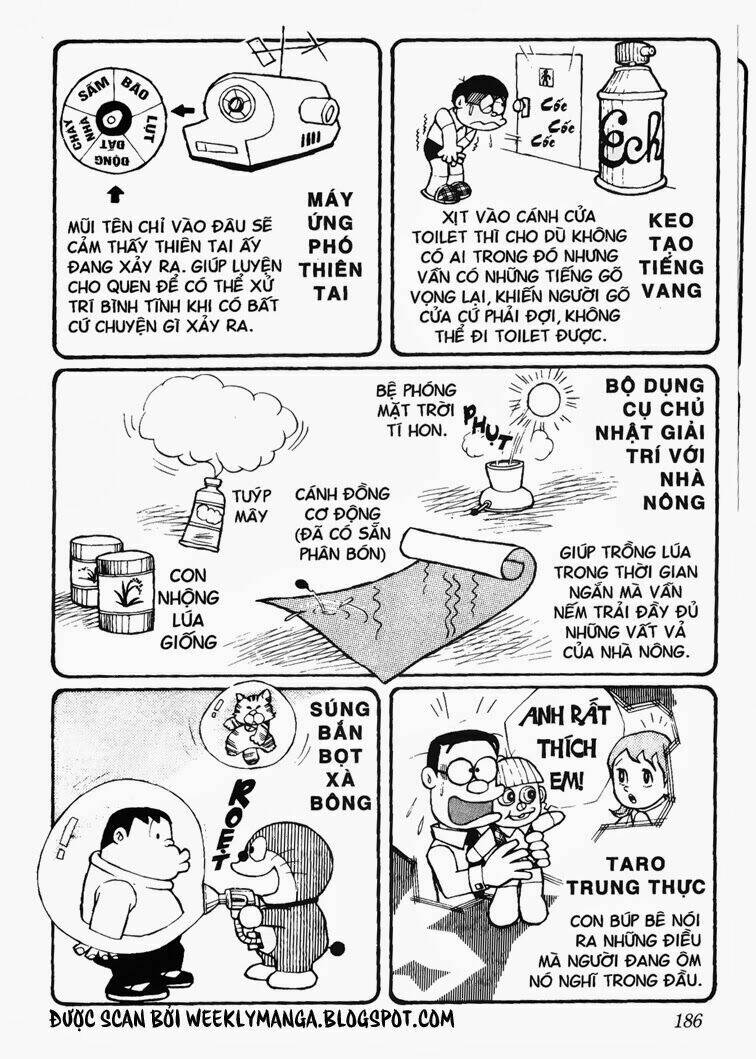 SẤM
BÃO
LỤT
ĐỘNG
ĐẤT
CHÁY
NHÀ
MÁY
ỨNG
PHÓ
THIÊN
TAI
MŨI TÊN CHỈ VÀO ĐÂU SẼ
CẢM THẤY THIÊN TAI ẤY
ĐANG XẢY RA. GIÚP LUYỆN
CHO QUEN ĐỂ CÓ THỂ XỬ
TRÍ BÌNH TĨNH KHI CÓ BẤT
CỨ CHUYỆN GÌ XẢY RA.
CỐC
CỐC
CỐC
Ech
KEO
TẠO
TIẾNG
VANG
XỊT VÀO CÁNH CỬA
TOILET THÌ CHO DÙ KHÔNG
CÓ AI TRONG ĐÓ NHƯNG
VẪN CÓ NHỮNG TIẾNG GÕ
VỌNG LẠI, KHIẾN NGƯỜI GÕ
CỬA CỨ PHẢI ĐỢI, KHÔNG
THỂ ĐI TOILET ĐƯỢC.
BỘ DỤNG
CỤ CHỦ
NHẬT GIẢI
TRÍ VỚI
NHÀ
NÔNG
BỆ PHÓNG
MẶT TRỜI
TÍ HON.
PHỤT
TUÝP
MÂY
CÁNH ĐỒNG
CƠ ĐỘNG
(ĐÃ CÓ SẴN
PHÂN BÓN)
CON
NHỘNG
LÚA
GIỐNG
GIÚP TRỒNG LÚA
TRONG THỜI GIAN
NGẮN MÀ VẪN
NẾM TRẢI ĐẦY ĐỦ
NHỮNG VẤT VẢ
CỦA NHÀ NÔNG.
SÚNG
BẮN
BỌT
XÀ
BÔNG
ROẸT
ANH RẤT
THÍCH
EM!
TARO
TRUNG THỰC
CON BÚP BÊ NÓI
RA NHỮNG ĐIỀU
MÀ NGƯỜI ĐANG ÔM
NÓ NGHĨ TRONG ĐẦU.
ĐƯỢC SCAN BỞI WEEKLYMANGA.BLOGSPOT.COM
186